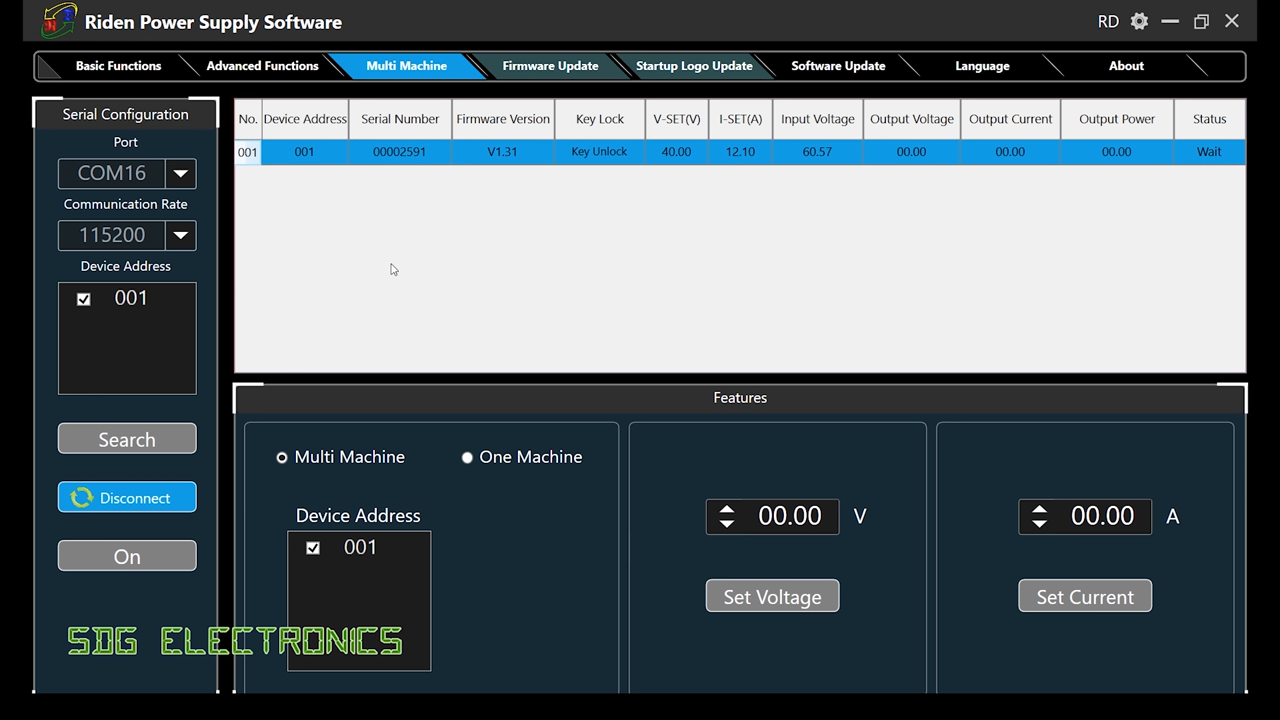 Riden Power Supply Software
RD
Basic Functions
Advanced Functions
Multi Machine
Firmware Update
Startup Logo Update
Software Update
Language
About
Serial Configuration
Port
COM16
Communication Rate
115200
Device Address
001
Search
Disconnect
On
No. Device Address Serial Number Firmware Version Key Lock V-SET(V) I-SET(A) Input Voltage Output Voltage Output Current Output Power Status
001 001 00002591 V1.31 Key Unlock 40.00 12.10 60.57 00.00 00.00 00.00 Wait
Features
Multi Machine
One Machine
Device Address
001
00.00 V
Set Voltage
00.00 A
Set Current
SDG ELECTRONICS